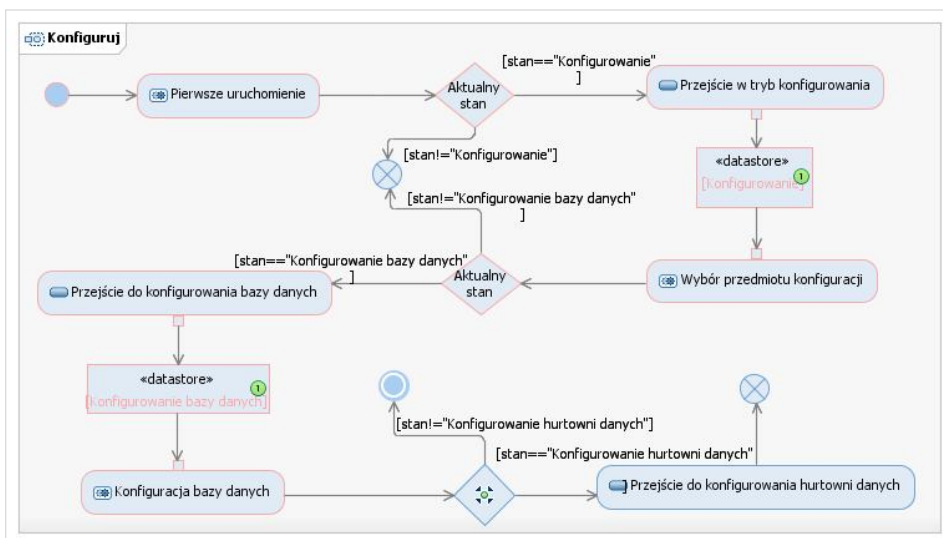 Konfiguruj
[stan=="Konfigurowanie"
]
Pierwsze uruchomienie
Aktualny
stan
Przejście w tryb konfigurowania
[stan!="Konfigurowanie"]
«datastore»
[Konfigurowanie]
1
[stan!="Konfigurowanie bazy danych"
]
[stan=="Konfigurowanie bazy danych"
]
Aktualny
stan
Wybór przedmiotu konfiguracji
Przejście do konfigurowania bazy danych
«datastore»
[Konfigurowanie bazy danych]
1
[stan!="Konfigurowanie hurtowni danych"]
[stan=="Konfigurowanie hurtowni danych"
]
Konfiguracja bazy danych
Przejście do konfigurowania hurtowni danych